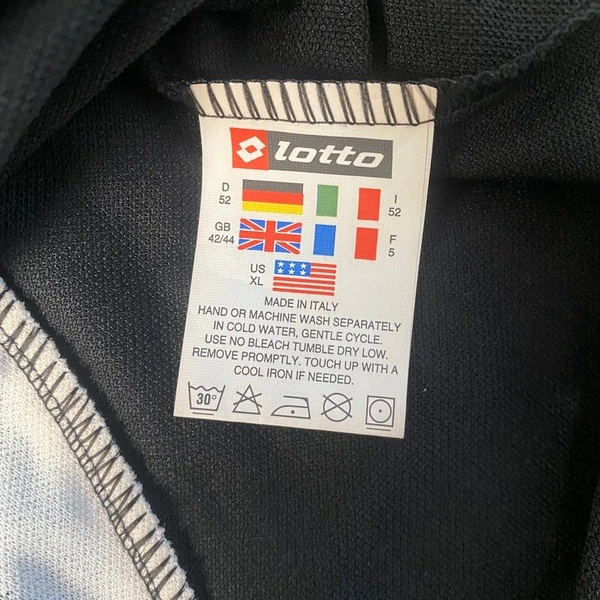 lotto
D
52
I
52
GB
42/44
F
5
US
XL
MADE IN ITALY
HAND OR MACHINE WASH SEPARATELY
IN COLD WATER, GENTLE CYCLE.
USE NO BLEACH TUMBLE DRY LOW.
REMOVE PROMPTLY. TOUCH UP WITH A
COOL IRON IF NEEDED.
30°